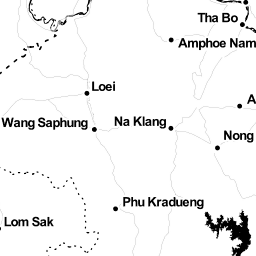 Tha Bo
Amphoe Nam
Loei
A
Wang Saphung
Na Klang
Nong
Phu Kradueng
Lom Sak